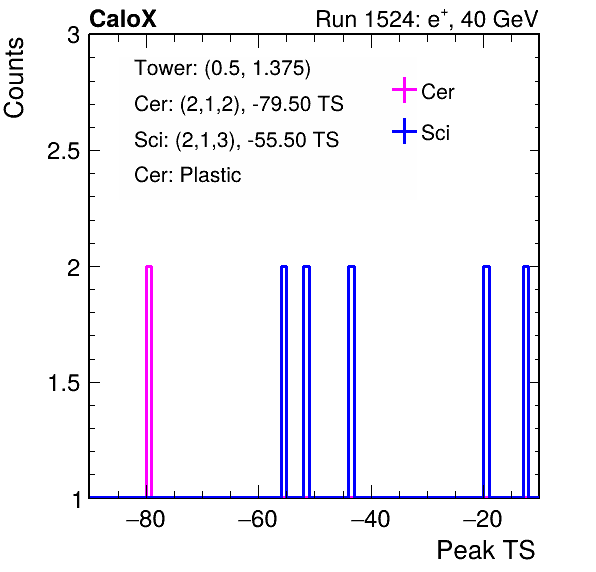 CaloX Run 1524: e⁺, 40 GeV
Counts
Tower: (0.5, 1.375)
Cer: (2,1,2), -79.50 TS
Sci: (2,1,3), -55.50 TS
Cer: Plastic
Cer
Sci
3
2.5
2
1.5
1
−80 −60 −40 −20
Peak TS